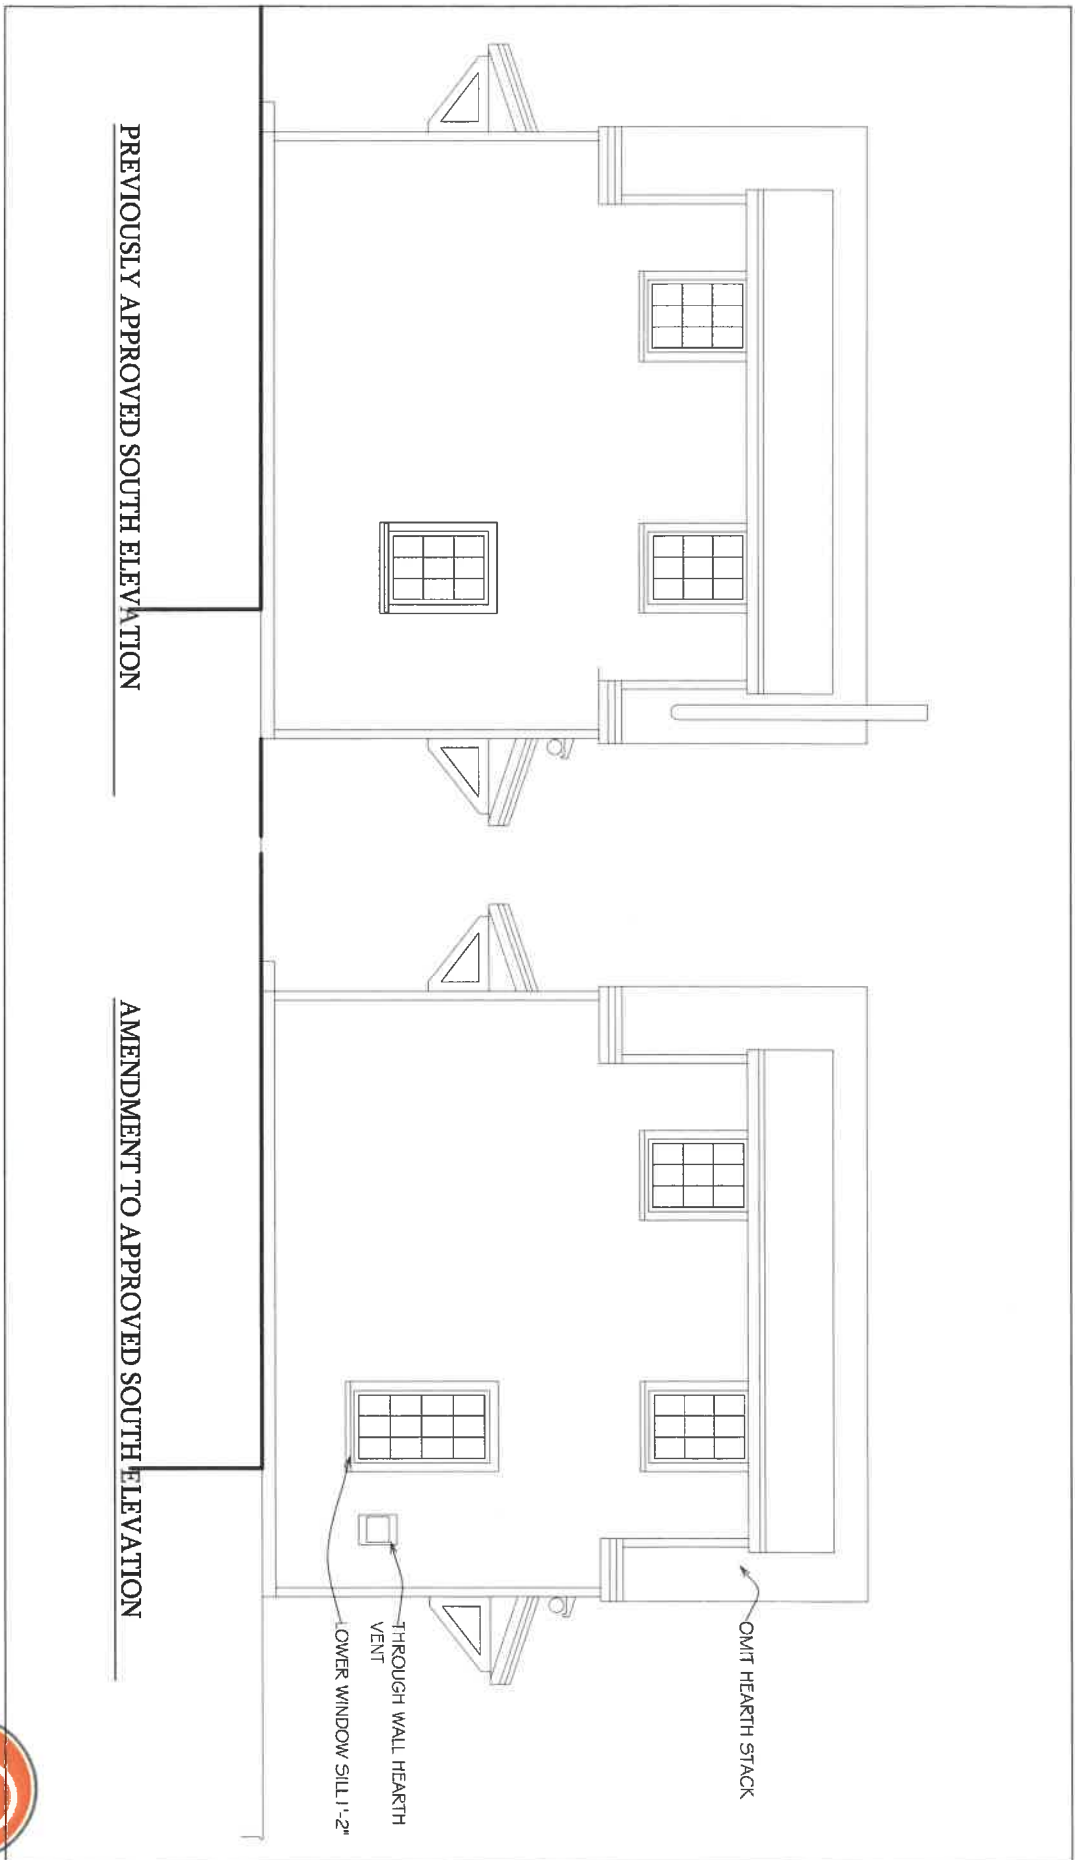 PREVIOUSLY APPROVED SOUTH ELEVATION
OMIT HEARTH STACK
THROUGH WALL HEARTH
VENT
LOWER WINDOW SILL 1'-2"
AMENDMENT TO APPROVED SOUTH ELEVATION